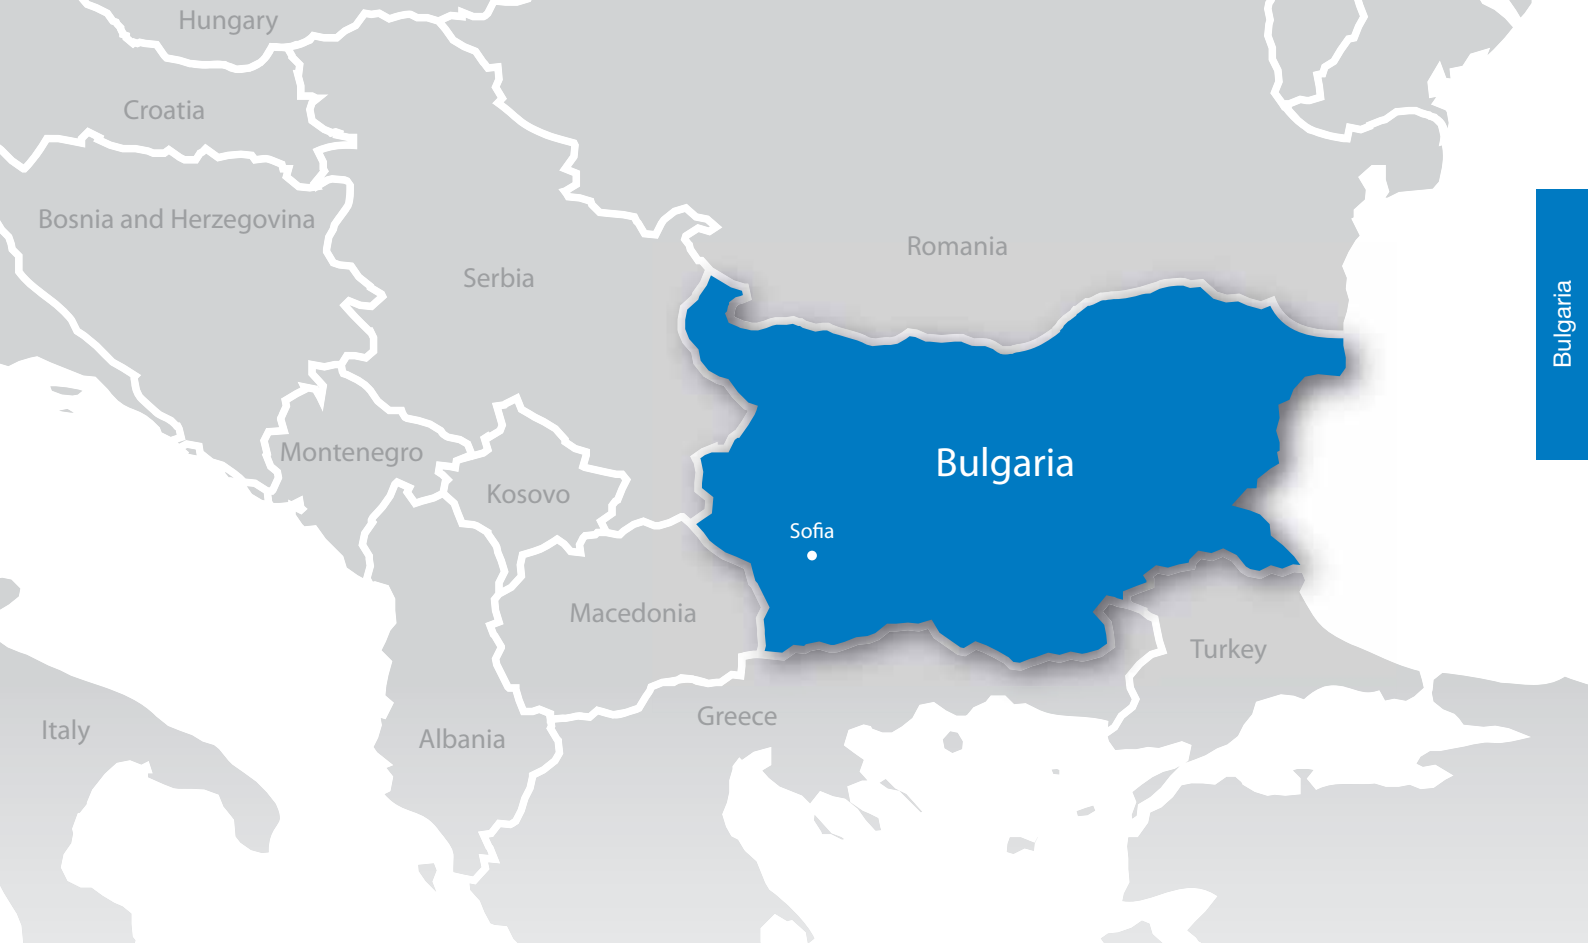 Hungary
Croatia
Bosnia and Herzegovina
Romania
Serbia
Bulgaria
Montenegro
Bulgaria
Kosovo
Sofia
Macedonia
Turkey
Greece
Italy
Albania